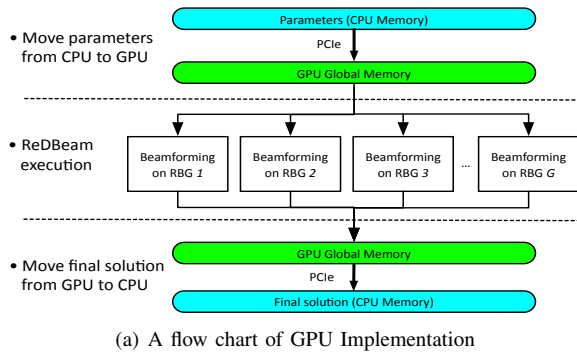 Parameters (CPU Memory)
• Move parameters
from CPU to GPU
PCIe
GPU Global Memory
• ReDBeam
execution
Beamforming
on RBG 1
Beamforming
on RBG 2
Beamforming
on RBG 3
...
Beamforming
on RBG G
• Move final solution
from GPU to CPU
GPU Global Memory
PCIe
Final solution (CPU Memory)
(a) A flow chart of GPU Implementation